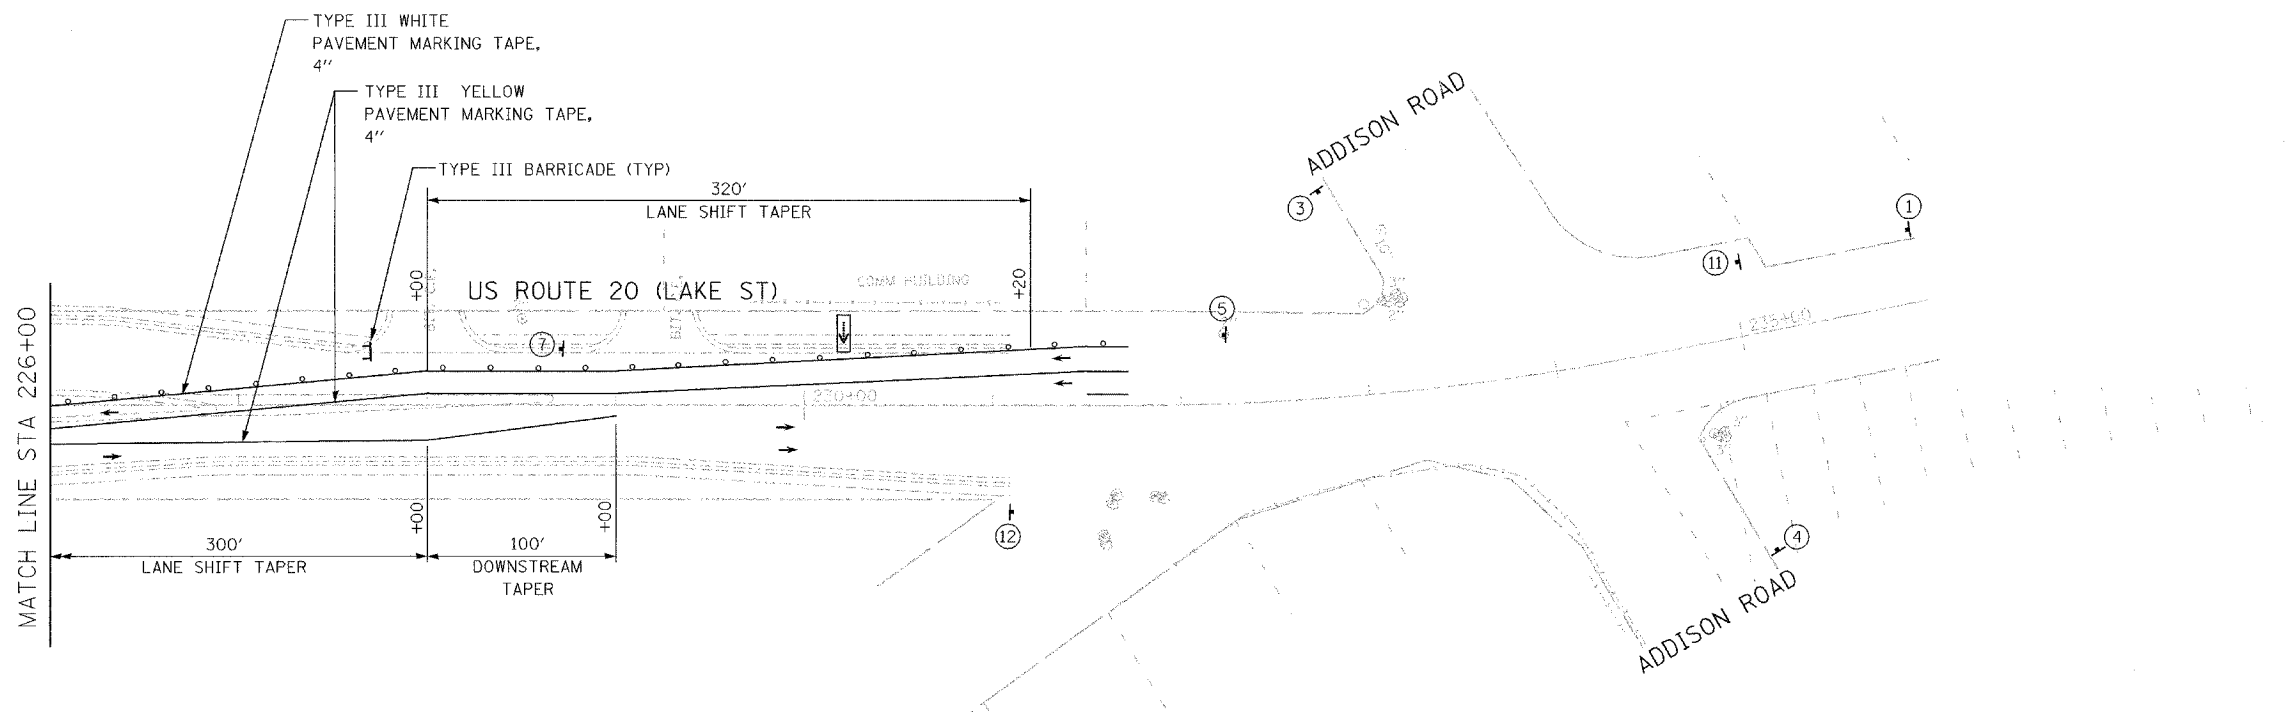 TYPE III WHITE
PAVEMENT MARKING TAPE,
4''
TYPE III YELLOW
PAVEMENT MARKING TAPE,
4''
TYPE III BARRICADE (TYP)
320'
LANE SHIFT TAPER
ADDISON ROAD
3
1
11
+00
US ROUTE 20 (LAKE ST)
COMM BUILDING
+20
5
7
235+00
230+00
MATCH LINE STA 226+00
+00
+00
12
4
300'
LANE SHIFT TAPER
100'
DOWNSTREAM
TAPER
ADDISON ROAD